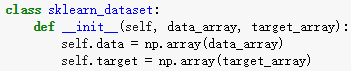 class sklearn_dataset:
    def __init__(self, data_array, target_array):
        self.data = np.array(data_array)
        self.target = np.array(target_array)